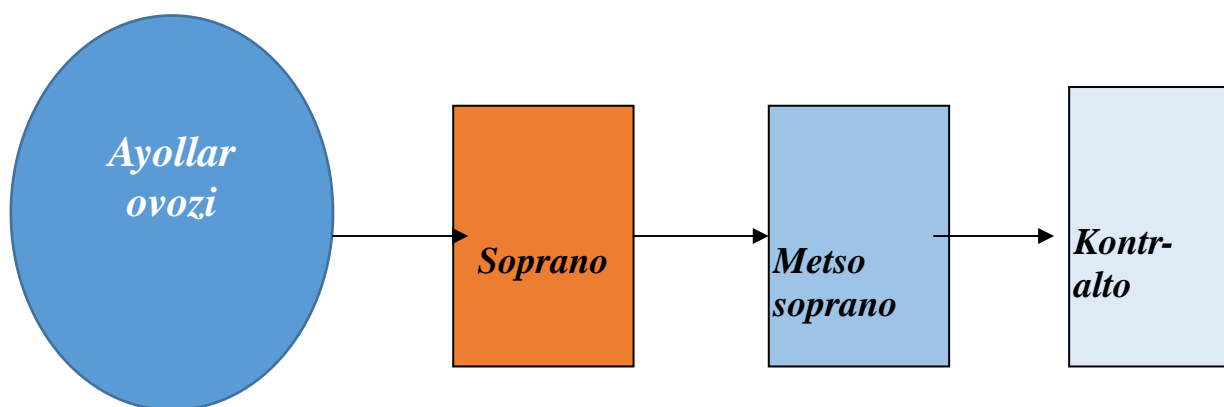 Ayollar
ovozi
Soprano
Metso
soprano
Kontr-
alto